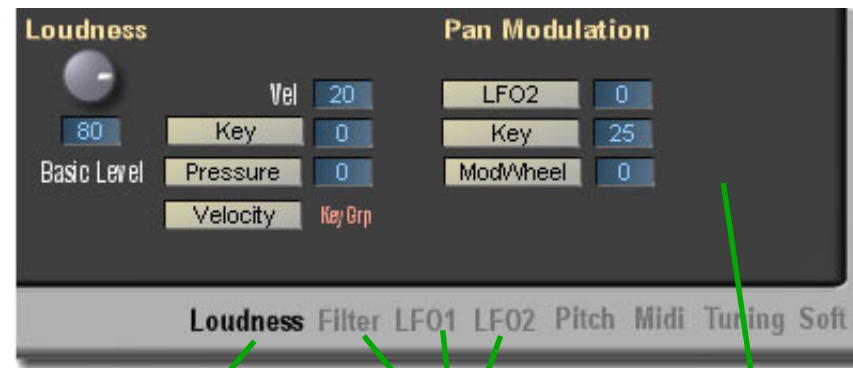 Loudness Pan Modulation
Vel 20 LFO2 0
80 Key 0 Key 25
Basic Level Pressure 0 ModWheel 0
Velocity Key Grp
Loudness Filter LFO1 LFO2 Pitch Midi Tuning Soft